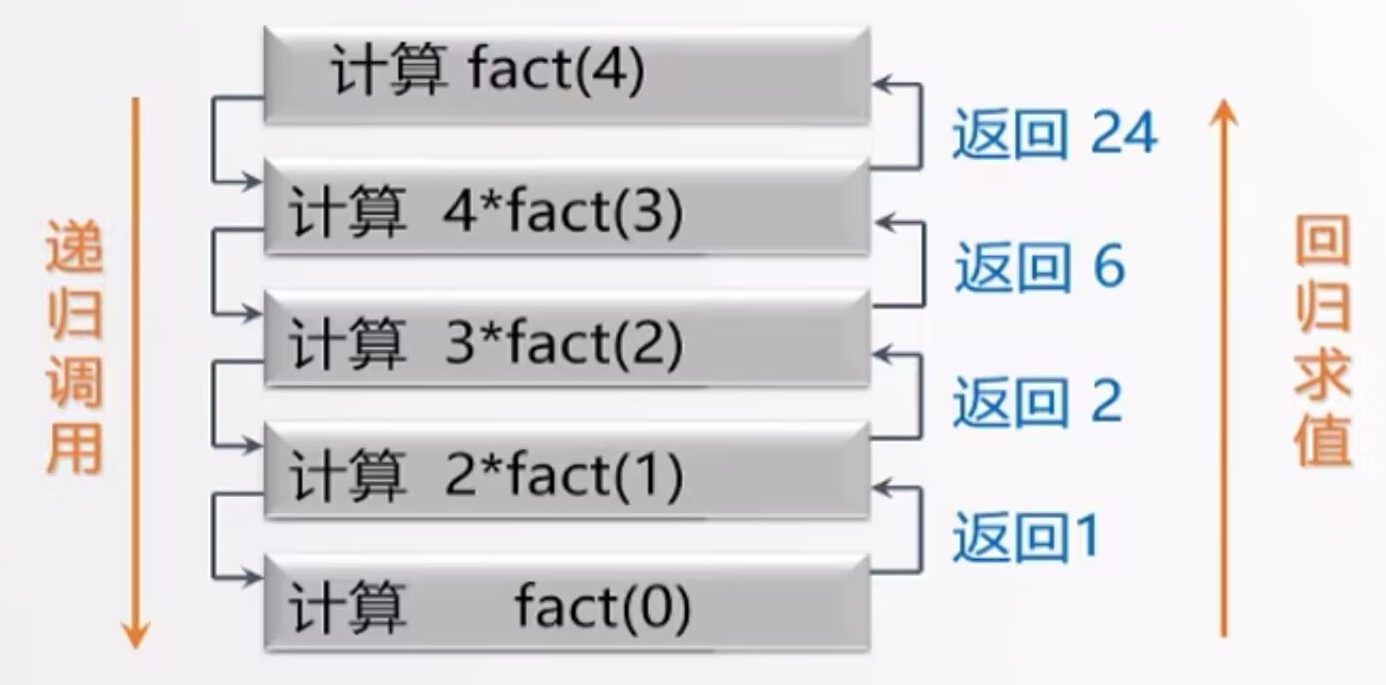 计算 fact(4)
返回 24
计算 4*fact(3)
返回 6
计算 3*fact(2)
返回 2
计算 2*fact(1)
返回1
计算 fact(0)
递归调用
回归求值